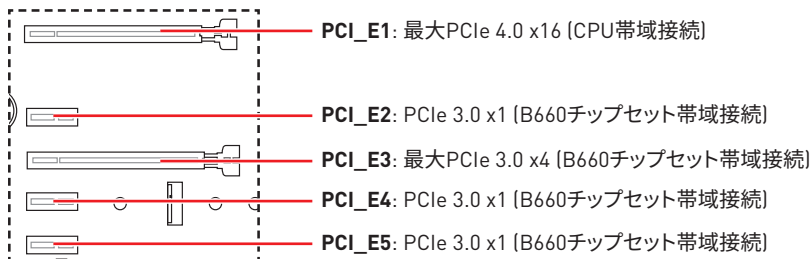 PCI_E1: 最大PCIe 4.0 x16 (CPU帯域接続)
PCI_E2: PCIe 3.0 x1 (B660チップセット帯域接続)
PCI_E3: 最大PCIe 3.0 x4 (B660チップセット帯域接続)
PCI_E4: PCIe 3.0 x1 (B660チップセット帯域接続)
PCI_E5: PCIe 3.0 x1 (B660チップセット帯域接続)